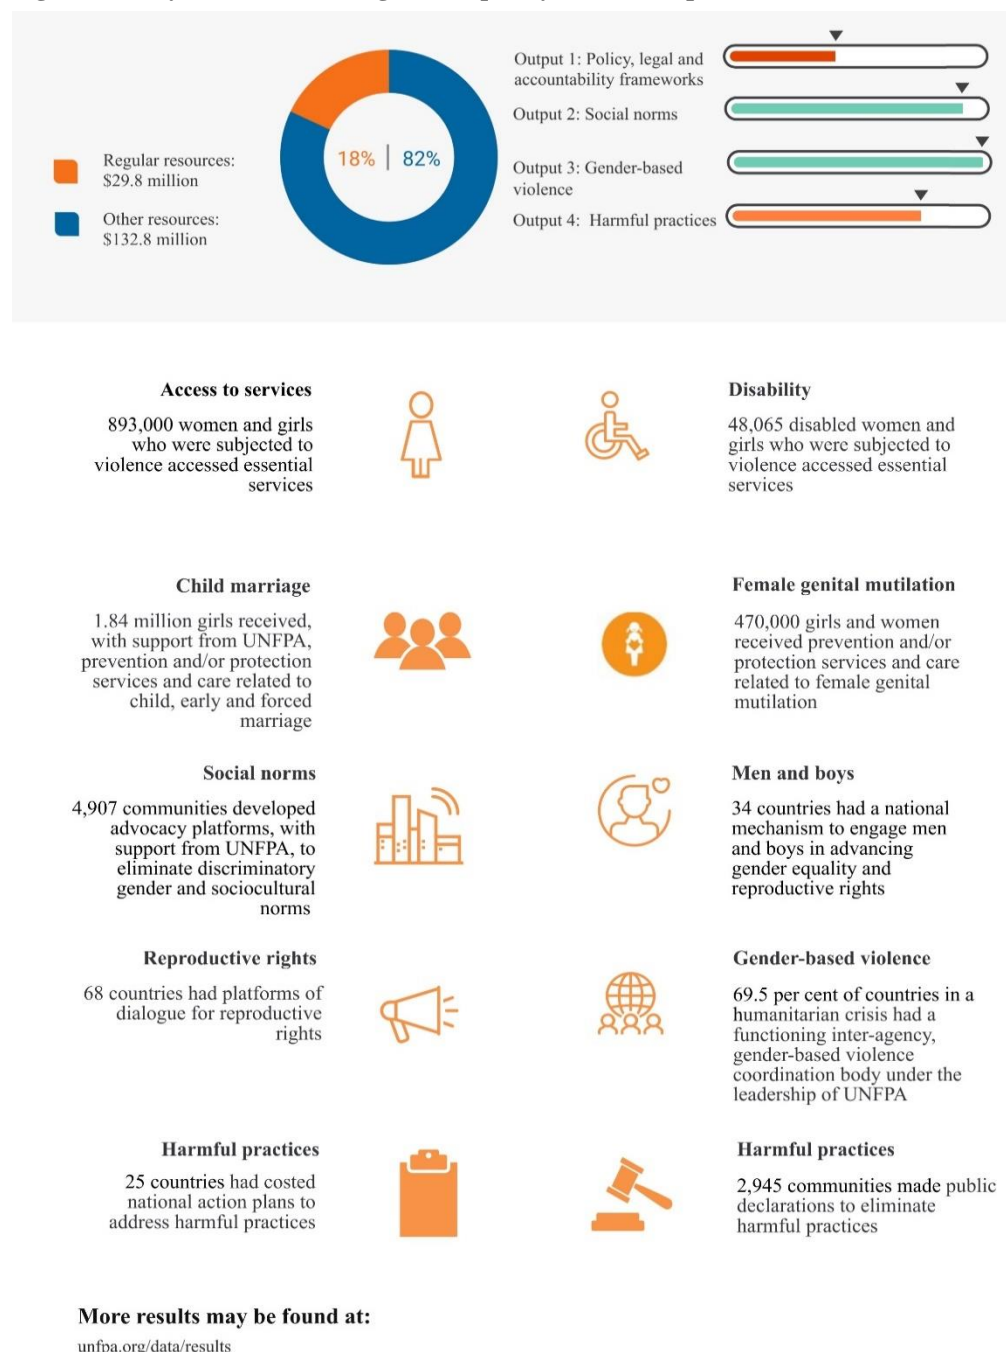 Regular resources:
$29.8 million
Other resources:
$132.8 million
18% | 82%
Output 1: Policy, legal and
accountability frameworks
Output 2: Social norms
Output 3: Gender-based
violence
Output 4: Harmful practices
Access to services
893,000 women and girls
who were subjected to
violence accessed essential
services
Disability
48,065 disabled women and
girls who were subjected to
violence accessed essential
services
Child marriage
1.84 million girls received,
with support from UNFPA,
prevention and/or protection
services and care related to
child, early and forced
marriage
Female genital mutilation
470,000 girls and women
received prevention and/or
protection services and care
related to female genital
mutilation
Social norms
4,907 communities developed
advocacy platforms, with
support from UNFPA, to
eliminate discriminatory
gender and sociocultural
norms
Men and boys
34 countries had a national
mechanism to engage men
and boys in advancing
gender equality and
reproductive rights
Reproductive rights
68 countries had platforms of
dialogue for reproductive
rights
Gender-based violence
69.5 per cent of countries in a
humanitarian crisis had a
functioning inter-agency,
gender-based violence
coordination body under the
leadership of UNFPA
Harmful practices
25 countries had costed
national action plans to
address harmful practices
Harmful practices
2,945 communities made public
declarations to eliminate
harmful practices
More results may be found at:
unfpa.org/data/results